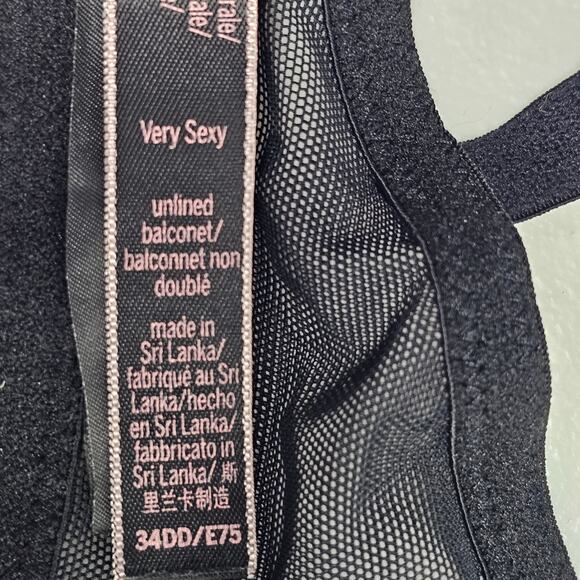 Very Sexy
unlined
balconet/
balconnet non
doublé
made in
Sri Lanka/
fabriqué au Sri
Lanka/hecho
en Sri Lanka/
fabbricato in
Sri Lanka/ 斯
里兰卡制造
34DD/E75